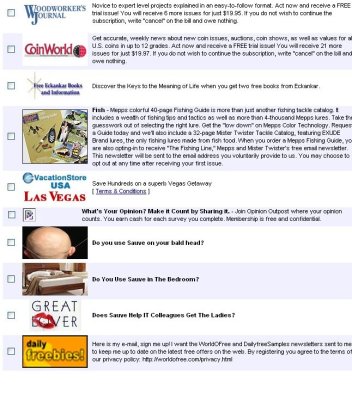 WOODWORKER'S
JOURNAL
Novice to expert level projects explained in an easy-to-follow format. Act now and receive a FREE
trial issue! You will receive 6 more issues for just $19.95. If you do not wish to continue the
subscription, write "cancel" on the bill and owe nothing.
CoinWorld
Get accurate, weekly news about new coin issues, auctions, coin shows, as well as values for al
U.S. coins in up to 12 grades. Act now and receive a FREE trial issue! You will receive 21 more
issues for just $19.97. If you do not wish to continue the subscription, write "cancel" on the bill and
owe nothing.
Free Eckankar Books
and Information
Discover the Keys to the Meaning of Life when you get two free books from Eckankar.
Fish - Mepps colorful 40-page Fishing Guide is more than just another fishing tackle catalog. It
includes a wealth of fishing tips and tactics as well as more than 4-thousand Mepps lures. Take the
guesswork out of selecting the right lure. Get the "low down" on Mepps Color Technology. Request
a Guide today and we'll also include a 32-page Mister Twister Tackle Catalog, featuring EXUDE
Brand lures, the only fishing lures made from fish food. When you order a Mepps Fishing Guide, yo
are also opting-in to receive "The Fishing Line," Mepps and Mister Twister's free email newsletter.
This newsletter will be sent to the email address you voluntarily provide to us. You may choose to
opt out at any time after receiving your first issue.
VacationStore
USA
LAS VEGAS
Save Hundreds on a superb Vegas Getaway
[ Terms & Conditions ]
What's Your Opinion? Make it Count by Sharing it. - Join Opinion Outpost where your opinion
counts. You earn cash for each survey you complete. Membership is free and confidential.
Do you use Sauve on your bald head?
Do You Use Sauve in The Bedroom?
GREAT
Does Sauve Help IT Colleagues Get The Ladies?
daily
freebies!
Here is my e-mail, sign me up! I want the WorldOFree and DailyfreeSamples newsletters sent to me
to keep me up to date on the latest free offers on the web. By registering you agree to the terms of
our privacy policy: http://worldofree.com/privacy.html